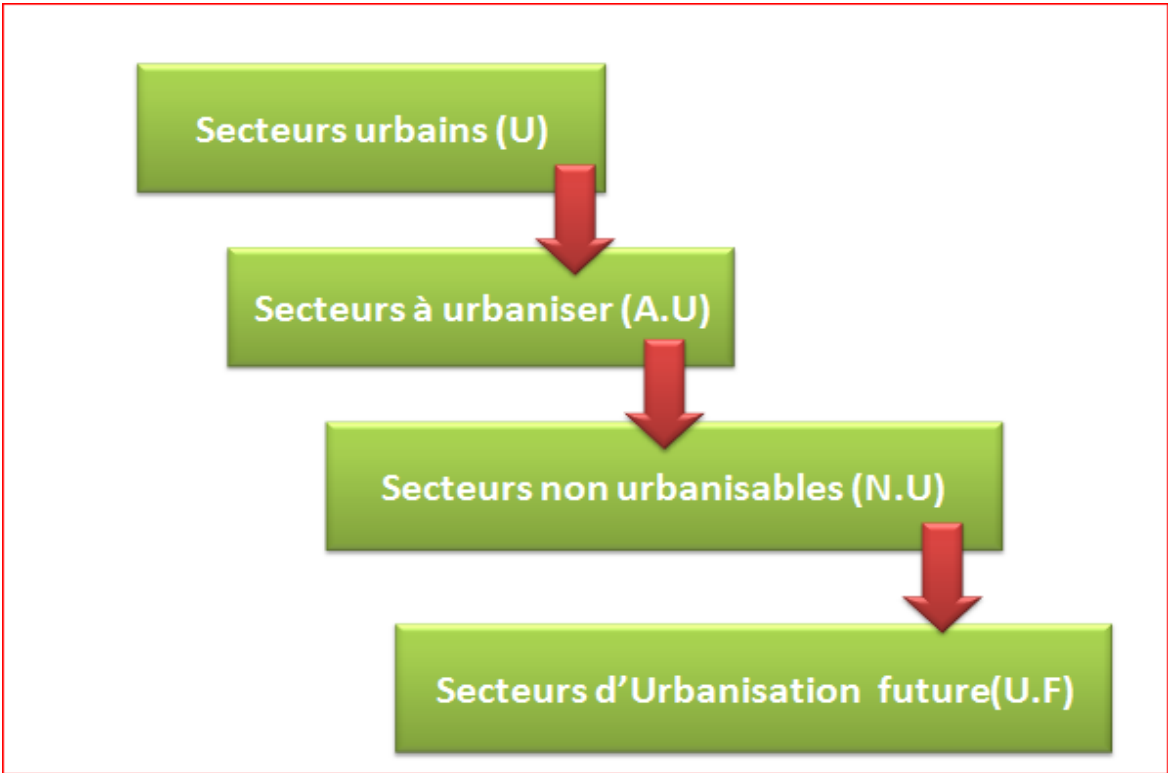 Secteurs urbains (U)
Secteurs à urbaniser (A.U)
Secteurs non urbanisables (N.U)
Secteurs d’Urbanisation future(U.F)